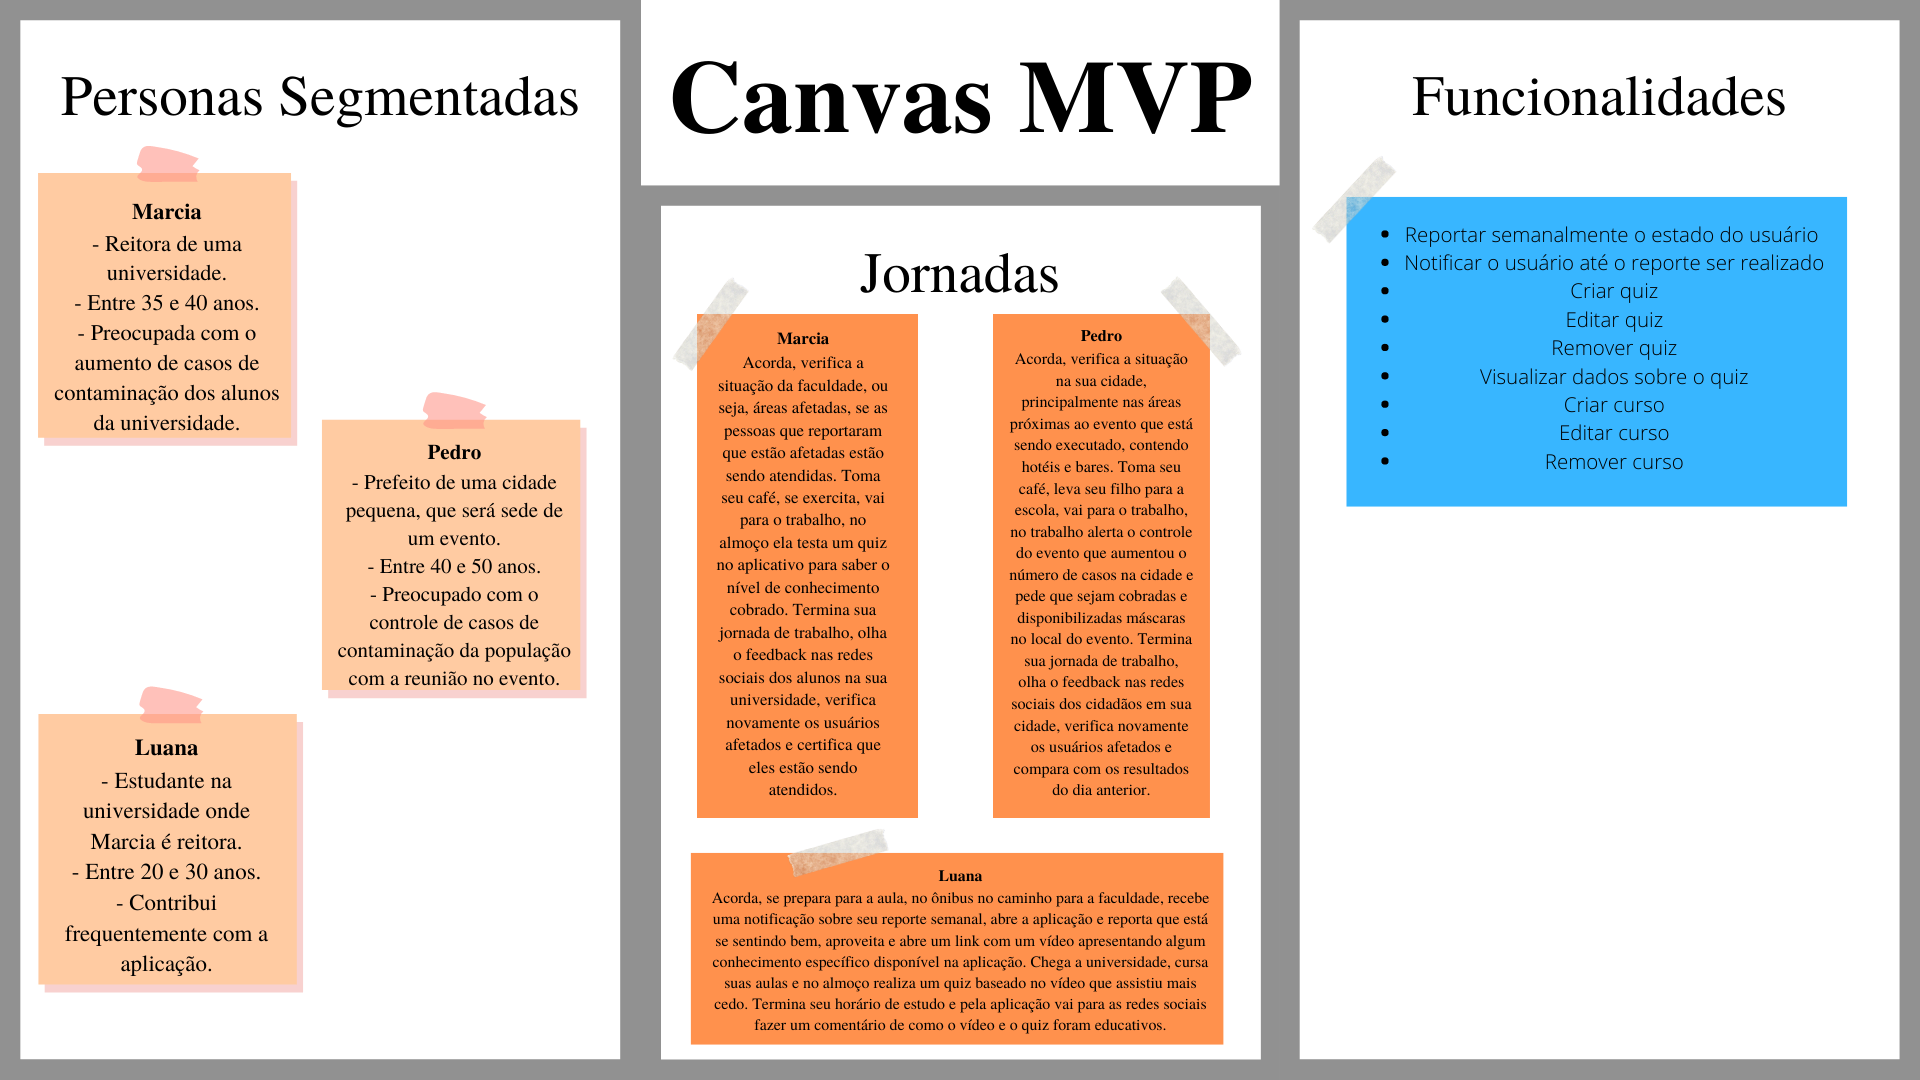 Personas Segmentadas
Marcia
- Reitora de uma
universidade.
- Entre 35 e 40 anos.
- Preocupada com o
aumento de casos de
contaminação dos alunos
da universidade.
Pedro
- Prefeito de uma cidade
pequena, que será sede de
um evento.
- Entre 40 e 50 anos.
- Preocupado com o
controle de casos de
contaminação da população
com a reunião no evento.
Luana
- Estudante na
universidade onde
Marcia é reitora.
- Entre 20 e 30 anos.
- Contribui
frequentemente com a
aplicação.
Canvas MVP
Jornadas
Marcia
Acorda, verifica a
situação da faculdade, ou
seja, áreas afetadas, se as
pessoas que reportaram
que estão afetadas estão
sendo atendidas. Toma
seu café, se exercita, vai
para o trabalho, no
almoço ela testa um quiz
no aplicativo para saber o
nível de conhecimento
cobrado. Termina sua
jornada de trabalho, olha
o feedback nas redes
sociais dos alunos na sua
universidade, verifica
novamente os usuários
afetados e certifica que
eles estão sendo
atendidos.
Pedro
Acorda, verifica a situação
na sua cidade,
principalmente nas áreas
próximas ao evento que está
sendo executado, contendo
hotéis e bares. Toma seu
café, leva seu filho para a
escola, vai para o trabalho,
no trabalho alerta o controle
do evento que aumentou o
número de casos na cidade e
pede que sejam cobradas e
disponibilizadas máscaras
no local do evento. Termina
sua jornada de trabalho,
olha o feedback nas redes
sociais dos cidadãos em sua
cidade, verifica novamente
os usuários afetados e
compara com os resultados
do dia anterior.
Luana
Acorda, se prepara para a aula, no ônibus no caminho para a faculdade, recebe
uma notificação sobre seu reporte semanal, abre a aplicação e reporta que está
se sentindo bem, aproveita e abre um link com um vídeo apresentando algum
conhecimento específico disponível na aplicação. Chega a universidade, cursa
suas aulas e no almoço realiza um quiz baseado no vídeo que assistiu mais
cedo. Termina seu horário de estudo e pela aplicação vai para as redes sociais
fazer um comentário de como o vídeo e o quiz foram educativos.
Funcionalidades
• Reportar semanalmente o estado do usuário
• Notificar o usuário até o reporte ser realizado
• Criar quiz
• Editar quiz
• Remover quiz
• Visualizar dados sobre o quiz
• Criar curso
• Editar curso
• Remover curso